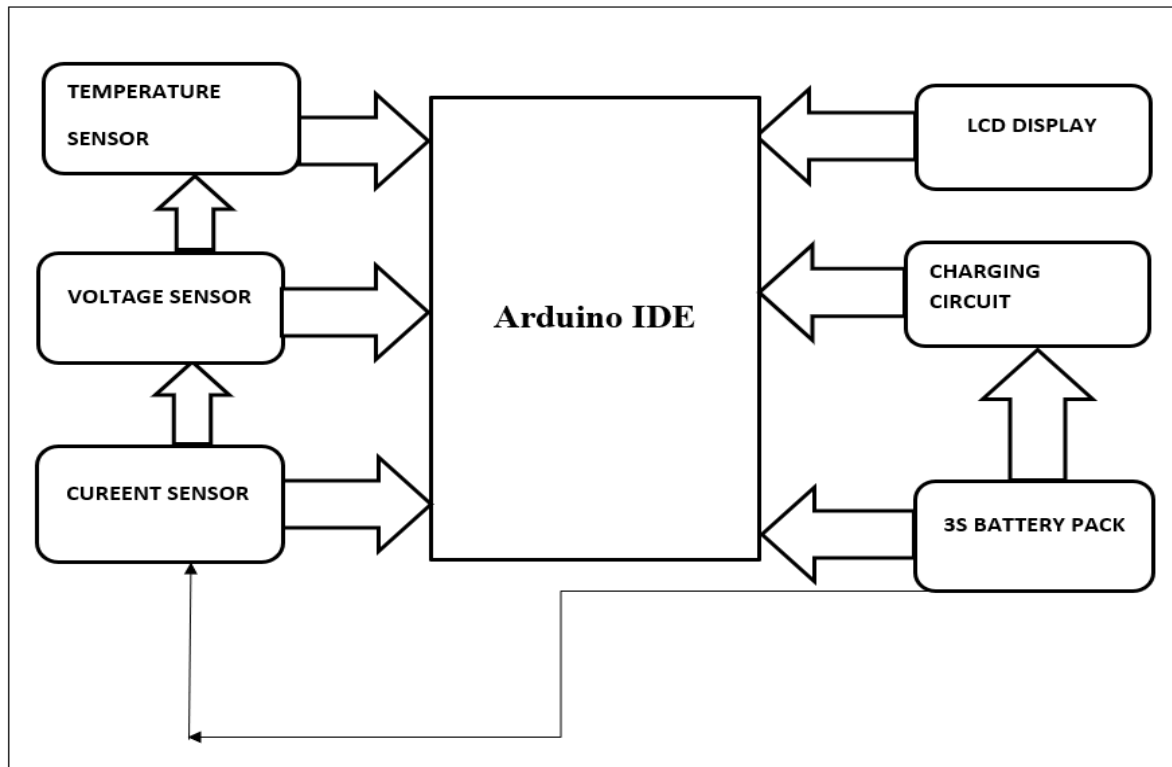 TEMPERATURE
SENSOR
LCD DISPLAY
VOLTAGE SENSOR
CHARGING
CIRCUIT
Arduino IDE
CUREENT SENSOR
3S BATTERY PACK